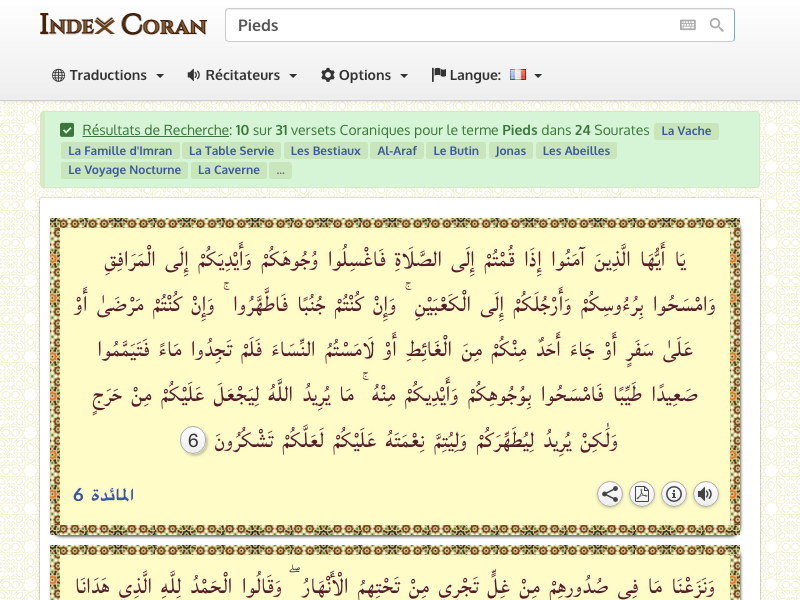 INDEX CORAN
Pieds
Traductions Récitateurs Options Langue:
Résultats de Recherche: 10 sur 31 versets Coraniques pour le terme Pieds dans 24 Sourates La Vache
La Famille d'Imran La Table Servie Les Bestiaux Al-Araf Le Butin Jonas Les Abeilles
Le Voyage Nocturne La Caverne ...
يَا أَيُّهَا الَّذِينَ آمَنُوا إِذَا قُمْتُمْ إِلَى الصَّلَاةِ فَاغْسِلُوا وُجُوهَكُمْ وَأَيْدِيَكُمْ إِلَى الْمَرَافِقِ
وَامْسَحُوا بِرُءُوسِكُمْ وَأَرْجُلَكُمْ إِلَى الْكَعْبَيْنِ ۚ وَإِنْ كُنْتُمْ جُنُبًا فَاطَّهَّرُوا ۚ وَإِنْ كُنْتُمْ مَرْضَىٰ أَوْ
عَلَىٰ سَفَرٍ أَوْ جَاءَ أَحَدٌ مِنْكُمْ مِنَ الْغَائِطِ أَوْ لَامَسْتُمُ النِّسَاءَ فَلَمْ تَجِدُوا مَاءً فَتَيَمَّمُوا
صَعِيدًا طَيِّبًا فَامْسَحُوا بِوُجُوهِكُمْ وَأَيْدِيكُمْ مِنْهُ ۚ مَا يُرِيدُ اللَّهُ لِيَجْعَلَ عَلَيْكُمْ مِنْ حَرَجٍ
وَلَٰكِنْ يُرِيدُ لِيُطَهِّرَكُمْ وَلِيُتِمَّ نِعْمَتَهُ عَلَيْكُمْ لَعَلَّكُمْ تَشْكُرُونَ 6
المائدة 6
وَنَزَعْنَا مَا فِي صُدُورِهِمْ مِنْ غِلٍّ تَجْرِي مِنْ تَحْتِهِمُ الْأَنْهَارُ ۖ وَقَالُوا الْحَمْدُ لِلَّهِ الَّذِي هَدَانَا